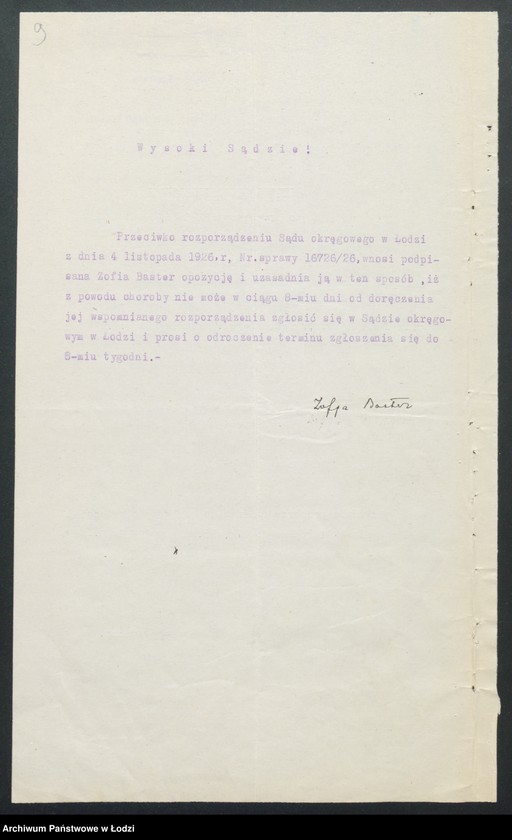 9
Wysoki Sądzie!
Przeciwko rozporządzeniu Sądu okręgowego w Łodzi
z dnia 4 listopada 1926.r, Nr.sprawy 16726/26,wnosi podpi-
sana Zofia Baster opozycję i uzasadnia ją w ten sposób ,iż
z powodu choroby nie może w ciągu 8-miu dni od doręczenia
jej wspomnianego rozporządzenia zgłosić się w Sądzie okręgo-
wym w Łodzi i prosi o odroczenie terminu zgłoszenia się do
8-miu tygodni.-
Zofja Baster
Archiwum Państwowe w Łodzi